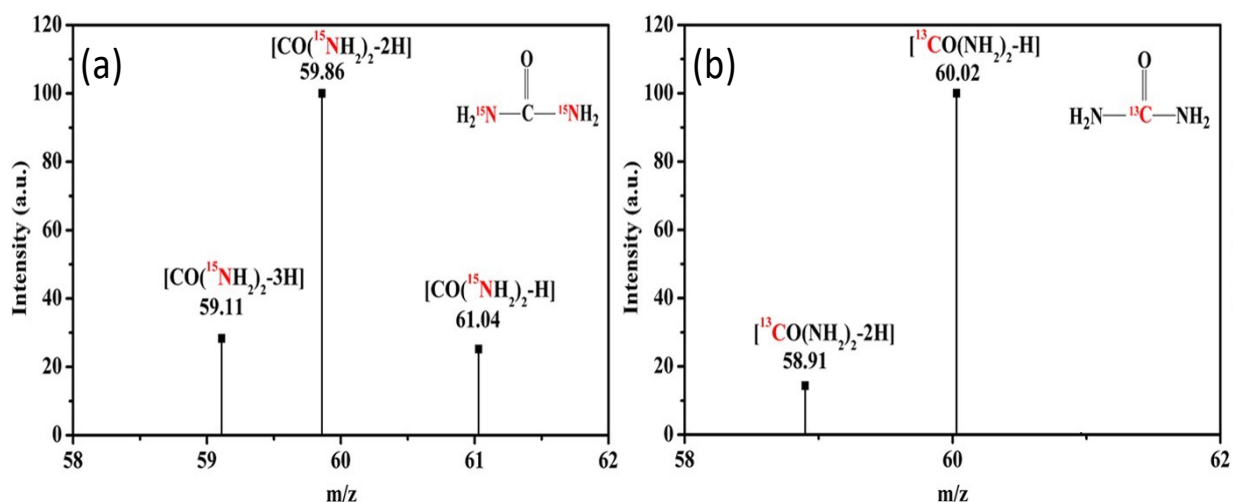 (a)
[CO(¹⁵NH₂)₂-2H]
59.86
O
H₂¹⁵N—C—¹⁵NH₂
[CO(¹⁵NH₂)₂-3H]
59.11
[CO(¹⁵NH₂)₂-H]
61.04
Intensity (a.u.)
120
100
80
60
40
20
0
58 59 60 61 62
m/z
(b)
[¹³CO(NH₂)₂-H]
60.02
O
H₂N—¹³C—NH₂
[¹³CO(NH₂)₂-2H]
58.91
Intensity (a.u.)
120
100
80
60
40
20
0
58 60 62
m/z